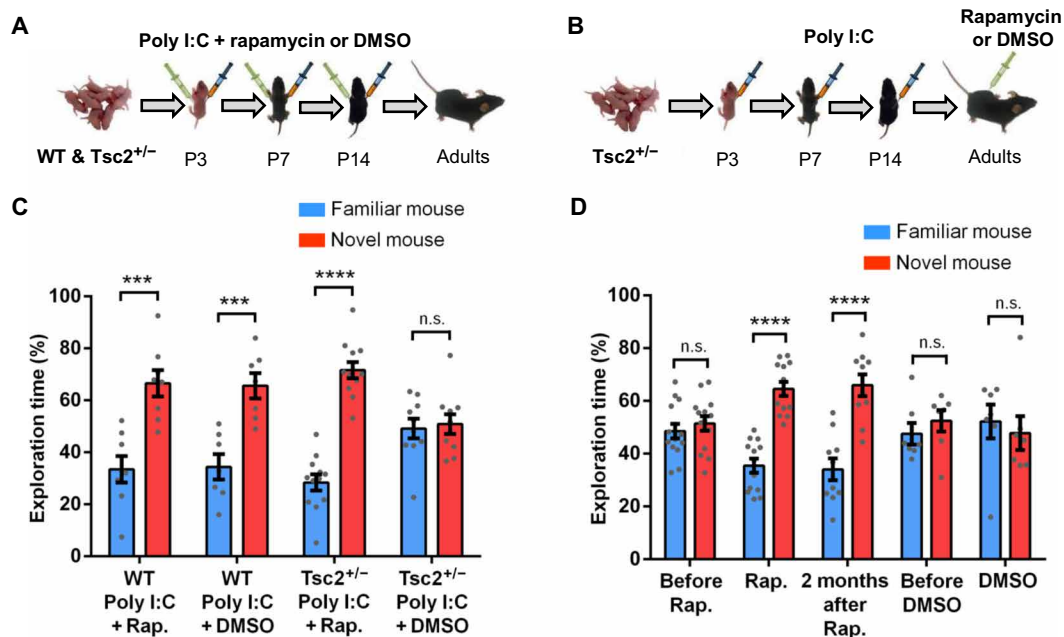 A
Poly I:C + rapamycin or DMSO
WT & Tsc2+/−
P3
P7
P14
Adults
B
Poly I:C
Rapamycin
or DMSO
Tsc2+/−
P3
P7
P14
Adults
C
Familiar mouse
Novel mouse
Exploration time (%)
100
80
60
40
20
0
***
***
****
n.s.
WT
Poly I:C
+ Rap.
WT
Poly I:C
+ DMSO
Tsc2+/−
Poly I:C
+ Rap.
Tsc2+/−
Poly I:C
+ DMSO
D
Familiar mouse
Novel mouse
Exploration time (%)
100
80
60
40
20
0
n.s.
****
****
n.s.
n.s.
Before
Rap.
Rap.
2 months
after
Rap.
Before
DMSO
DMSO